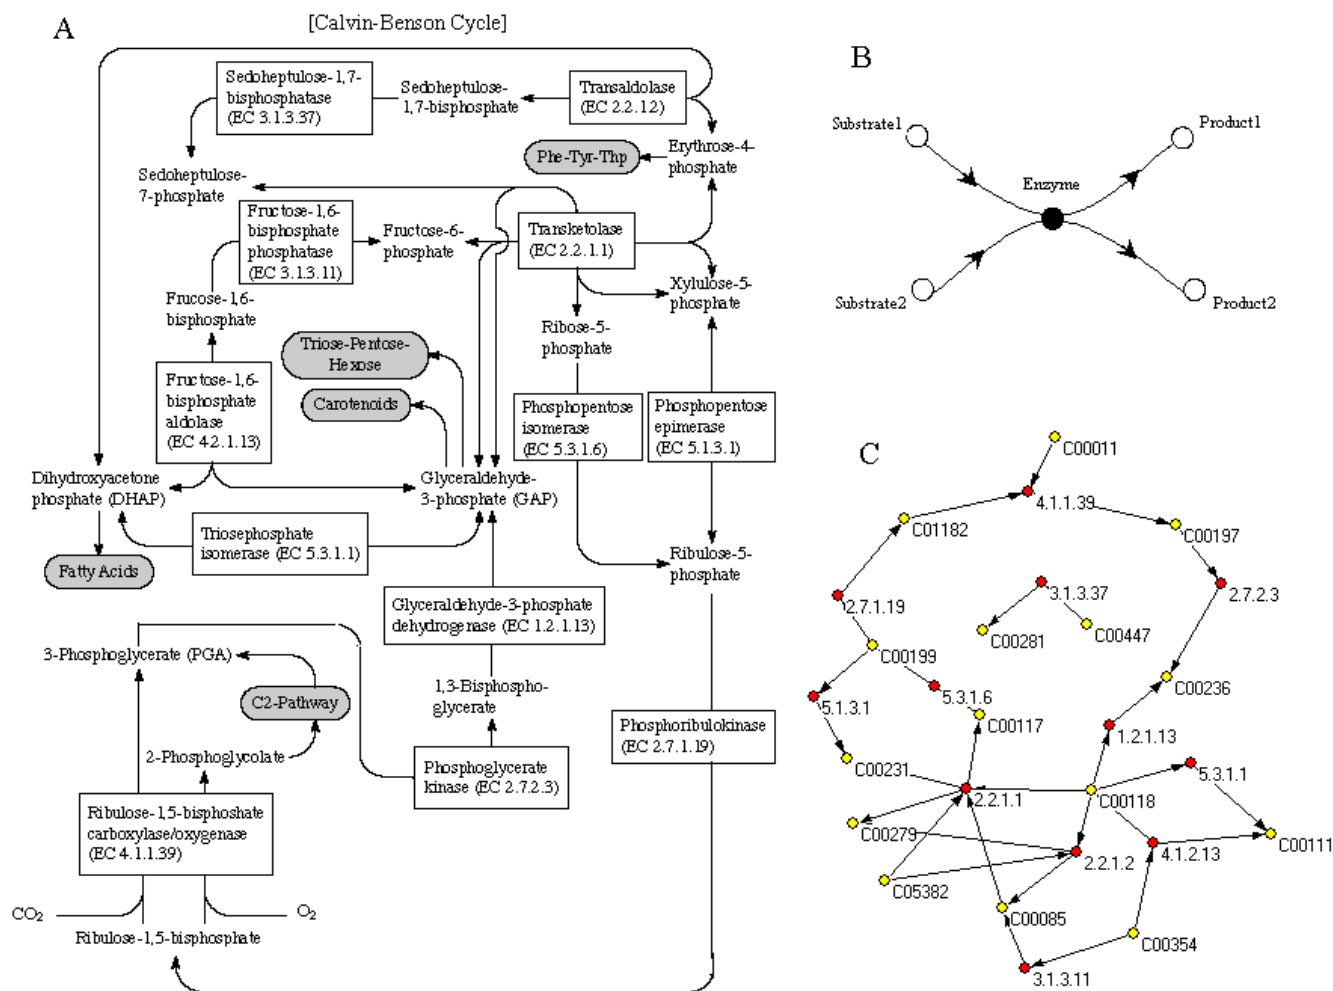 A
[Calvin-Benson Cycle]
Sedoheptulose-1,7-
bisphosphatase
(EC 3.1.3.37)
Sedoheptulose-
1,7-bisphosphate
Transaldolase
(EC 2.2.12)
Phe-Tyr-Thp
Erythrose-4-
phosphate
Sedoheptulose-
7-phosphate
Fructose-1,6-
bisphosphate
phosphatase
(EC 3.1.3.11)
Fructose-6-
phosphate
Transketolase
(EC 2.2.1.1)
Xylulose-5-
phosphate
Frucose-1,6-
bisphosphate
Ribose-5-
phosphate
Triose-Pentose-
Hexose
Fructose-1,6-
bisphosphate
aldolase
(EC 42.1.13)
Carotenoids
Phosphopentose
isomerase
(EC 5.3.1.6)
Phosphopentose
epimerase
(EC 5.1.3.1)
Dihydroxyacetone
phosphate (DHAP)
Glyceraldehyde-
3-phosphate (GAP)
Triosephosphate
isomerase (EC 5.3.1.1)
Fatty Acids
Ribulose-5-
phosphate
Glyceraldehyde-3-phosphate
dehydrogenase (EC 1.2.1.13)
3-Phosphoglycerate (PGA)
C2-Pathway
1,3-Bisphospho-
glycerate
2-Phosphoglycolate
Phosphoglycerate
kinase (EC 2.7.2.3)
Phosphoribulokinase
(EC 2.7.1.19)
Ribulose-1,5-bisphoshate
carboxylase/oxygenase
(EC 4.1.1.39)
CO2
O2
Ribulose-1,5-bisphosphate
B
Substrate1
Product1
Enzyme
Substrate2
Product2
C
C00011
4.1.1.39
C01182
C00197
3.1.3.37
2.7.2.3
2.7.1.19
C00281
C00447
C00199
C00236
5.3.1.6
5.1.3.1
C00117
1.2.1.13
C00231
5.3.1.1
2.2.1.1
C00118
C00279
C00111
4.1.2.13
2.2.1.2
C05382
C00085
C00354
3.1.3.11